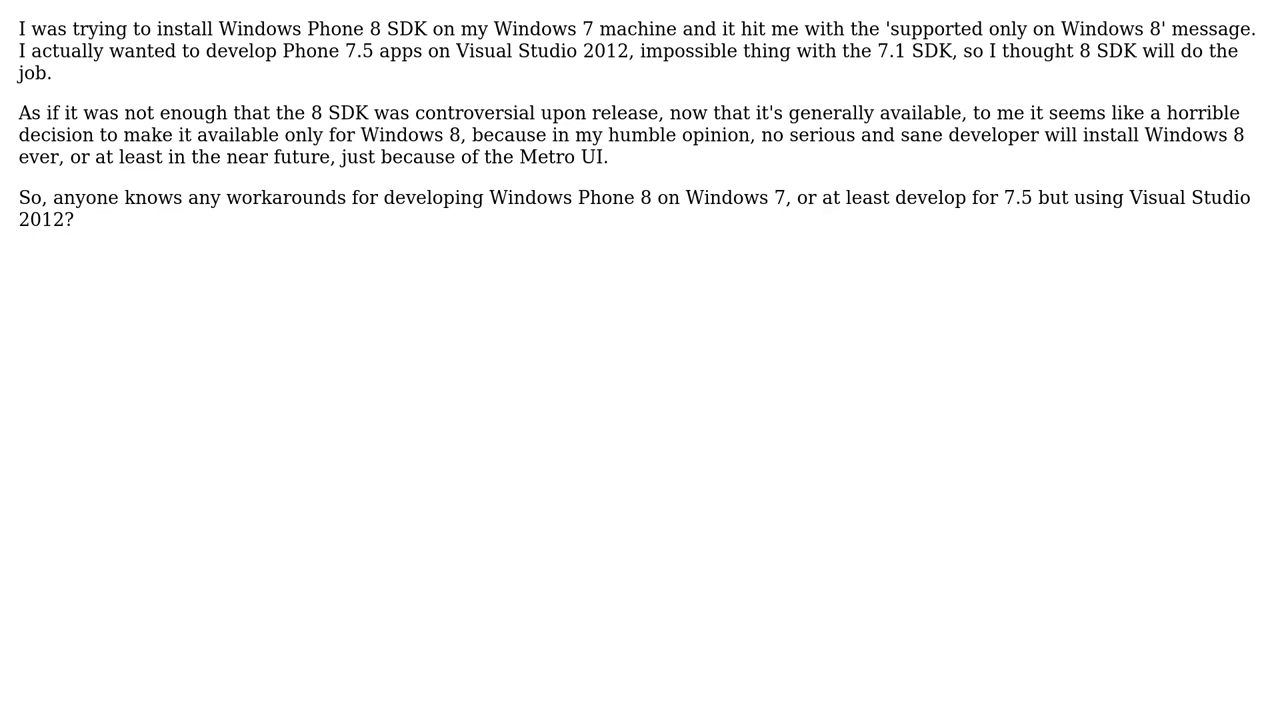 I was trying to install Windows Phone 8 SDK on my Windows 7 machine and it hit me with the 'supported only on Windows 8' message.
I actually wanted to develop Phone 7.5 apps on Visual Studio 2012, impossible thing with the 7.1 SDK, so I thought 8 SDK will do the
job.
As if it was not enough that the 8 SDK was controversial upon release, now that it's generally available, to me it seems like a horrible
decision to make it available only for Windows 8, because in my humble opinion, no serious and sane developer will install Windows 8
ever, or at least in the near future, just because of the Metro UI.
So, anyone knows any workarounds for developing Windows Phone 8 on Windows 7, or at least develop for 7.5 but using Visual Studio
2012?